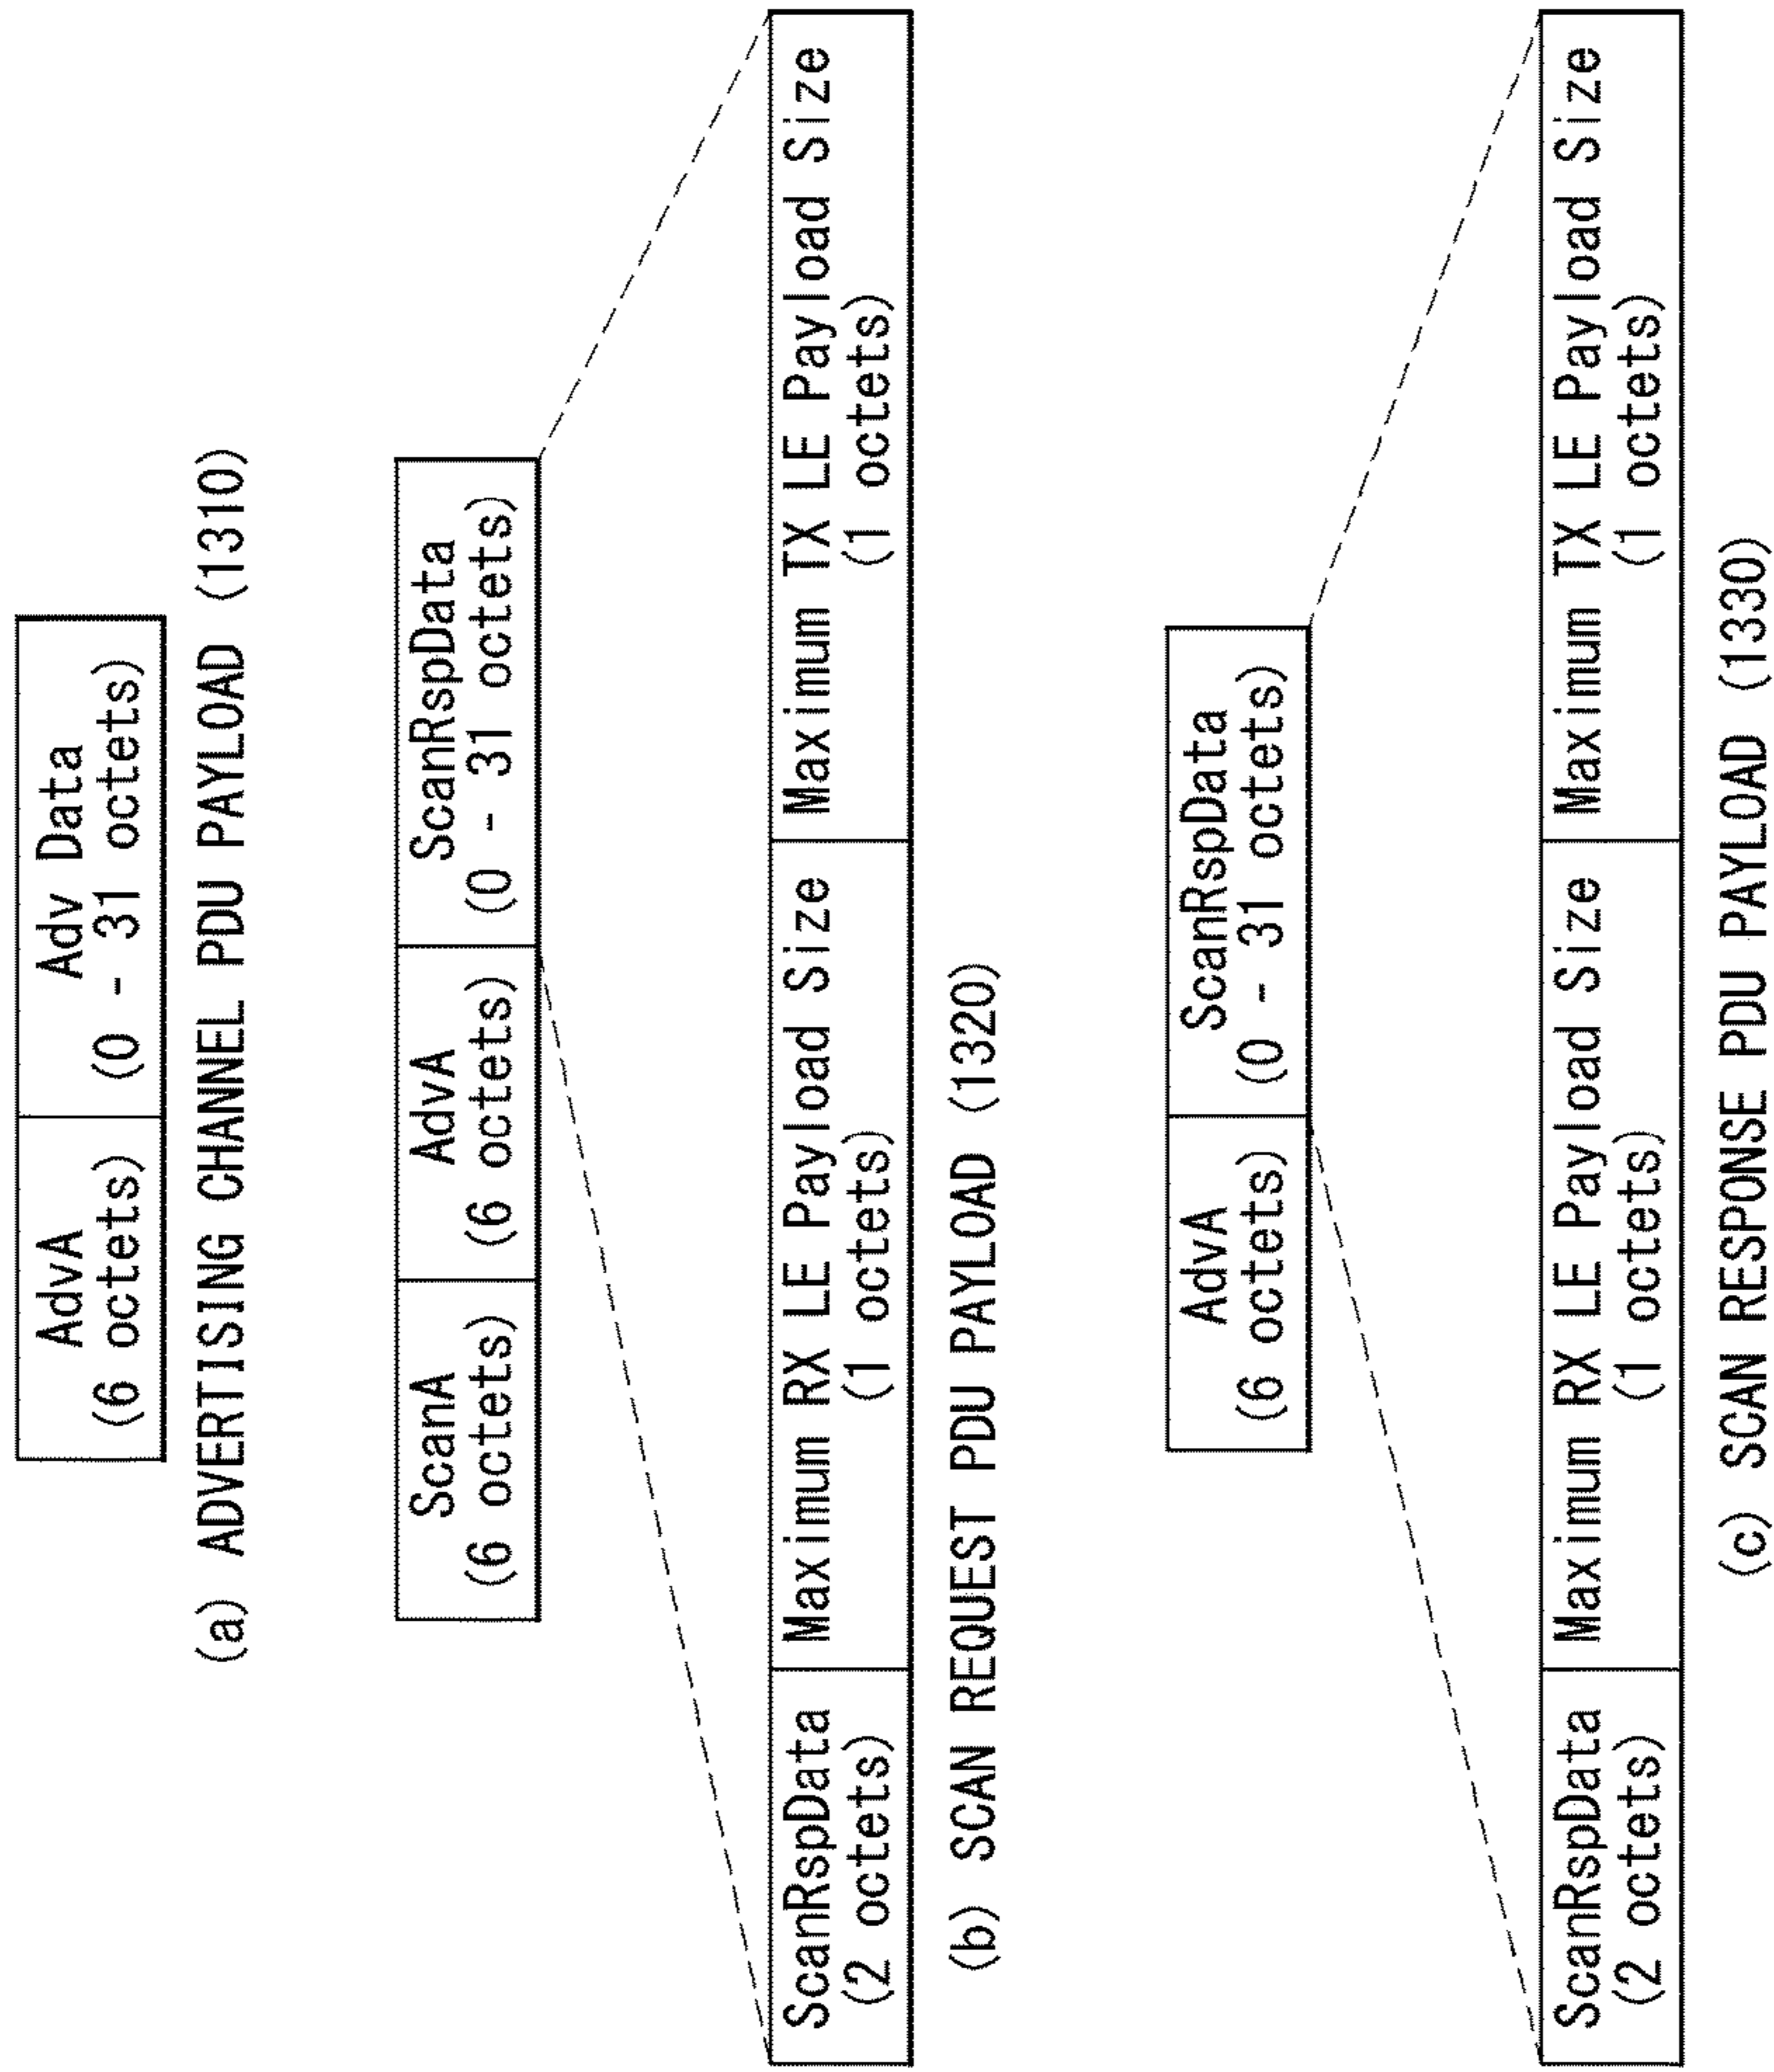 AdvA
(6 octets)
Adv Data
(0 - 31 octets)
(a) ADVERTISING CHANNEL PDU PAYLOAD (1310)
ScanA
(6 octets)
AdvA
(6 octets)
ScanRspData
(0 - 31 octets)
ScanRspData
(2 octets)
Maximum RX LE Payload Size
(1 octets)
Maximum TX LE Payload Size
(1 octets)
(b) SCAN REQUEST PDU PAYLOAD (1320)
AdvA
(6 octets)
ScanRspData
(0 - 31 octets)
ScanRspData
(2 octets)
Maximum RX LE Payload Size
(1 octets)
Maximum TX LE Payload Size
(1 octets)
(c) SCAN RESPONSE PDU PAYLOAD (1330)